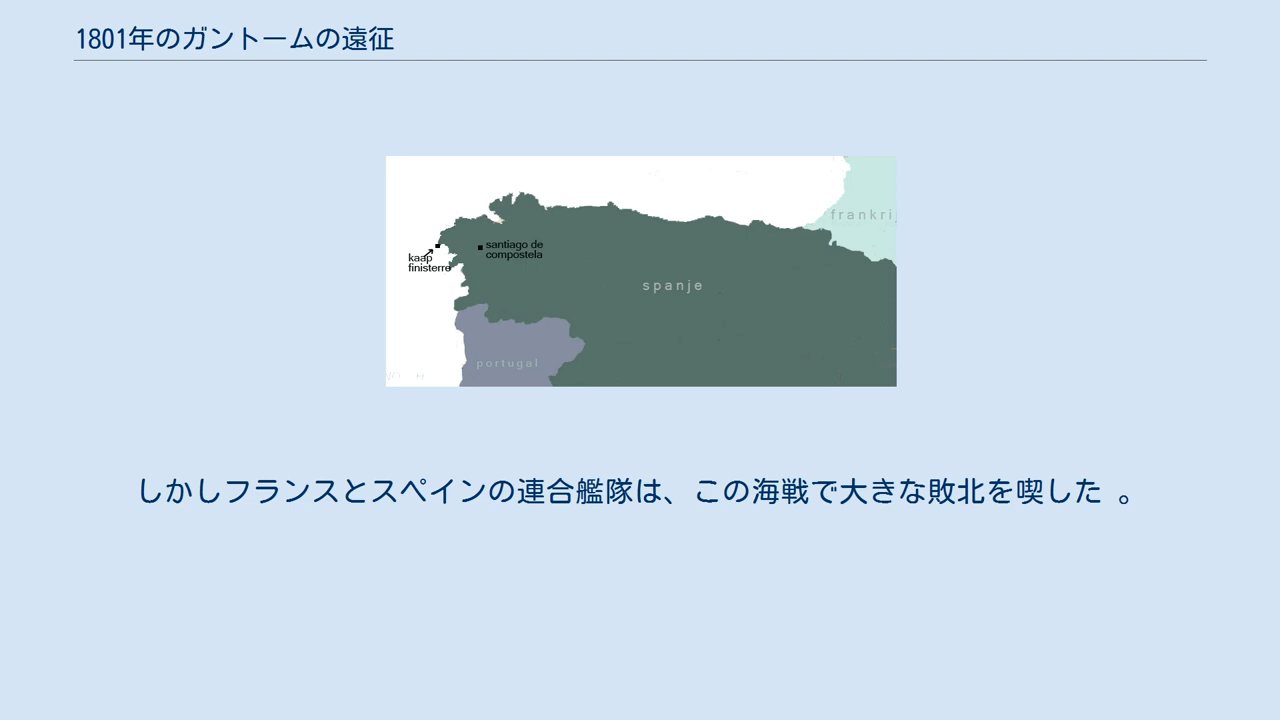 1801年のガントームの遠征
frankrij
santiago de
compostela
kaap
finisterre
spanje
portugal
しかしフランスとスペインの連合艦隊は、この海戦で大きな敗北を喫した 。